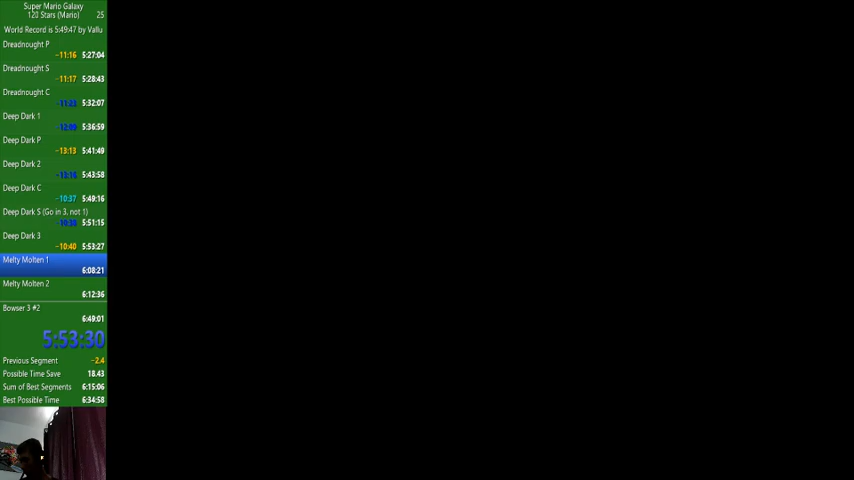 Super Mario Galaxy
120 Stars (Mario) 25
World Record is 5:49:47 by Vallu
Dreadnought P
-11:16 5:27:04
Dreadnought S
-11:17 5:28:43
Dreadnought C
-11:23 5:32:07
Deep Dark 1
-12:09 5:36:59
Deep Dark P
-13:13 5:41:49
Deep Dark 2
-13:16 5:43:58
Deep Dark C
-10:37 5:49:16
Deep Dark S (Go in 3, not 1)
5:51:15
Deep Dark 3
-10:40 5:53:27
Melty Molten 1
6:08:21
Melty Molten 2
6:12:36
Bowser 3 #2
6:49:01
5:53:30
Previous Segment -2.4
Possible Time Save 18.43
Sum of Best Segments 6:15:06
Best Possible Time 6:34:58